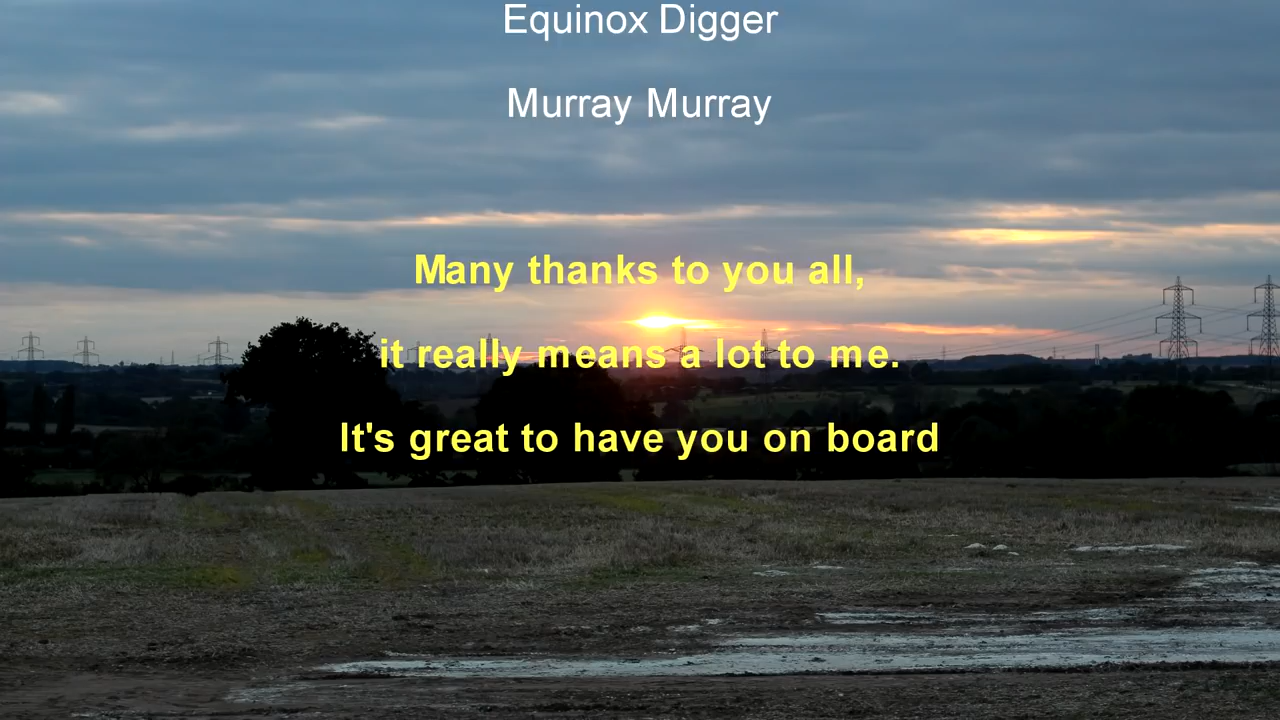 Equinox Digger
Murray Murray
Many thanks to you all,
it really means a lot to me.
It's great to have you on board